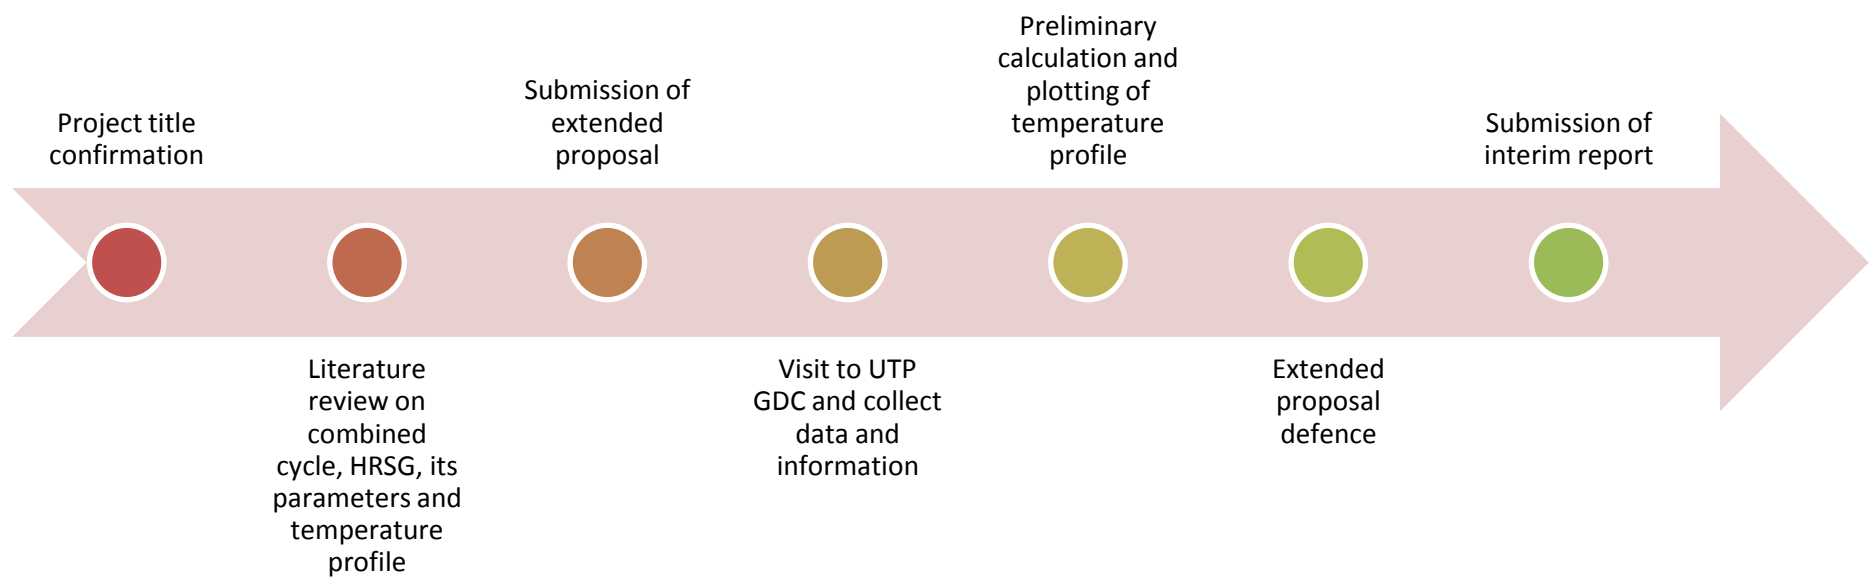 Project title
confirmation
Literature
review on
combined
cycle, HRSG, its
parameters and
temperature
profile
Submission of
extended
proposal
Visit to UTP
GDC and collect
data and
information
Preliminary
calculation and
plotting of
temperature
profile
Extended
proposal
defence
Submission of
interim report